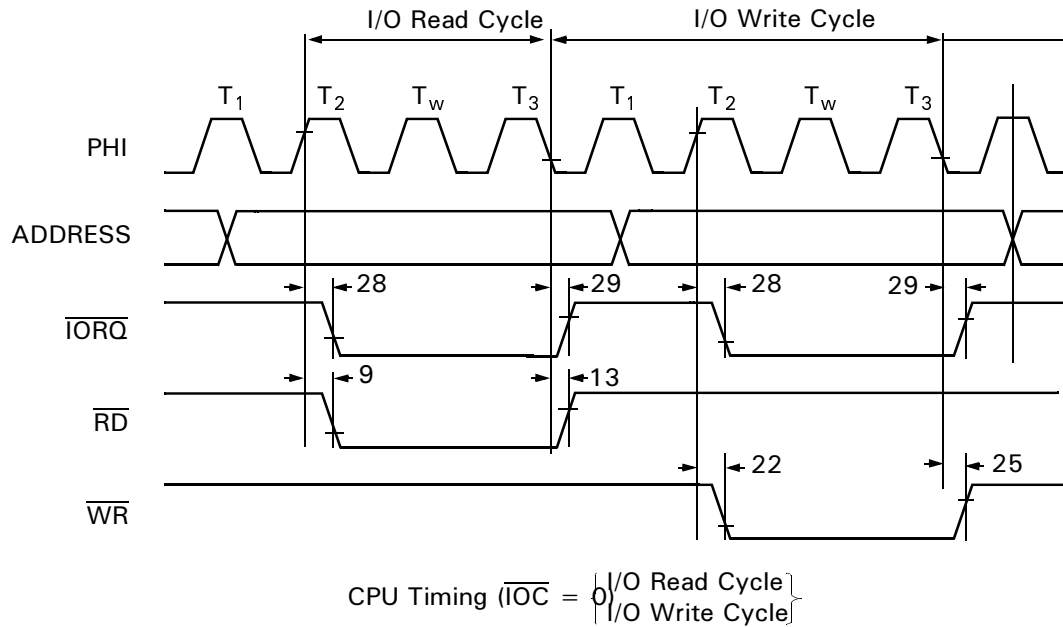 I/O Read Cycle I/O Write Cycle
T1 T2 Tw T3 T1 T2 Tw T3
PHI
ADDRESS
28 29 28 29
IORQ
9 13
RD
22 25
WR
CPU Timing (IOC = 0) { I/O Read Cycle }
I/O Write Cycle